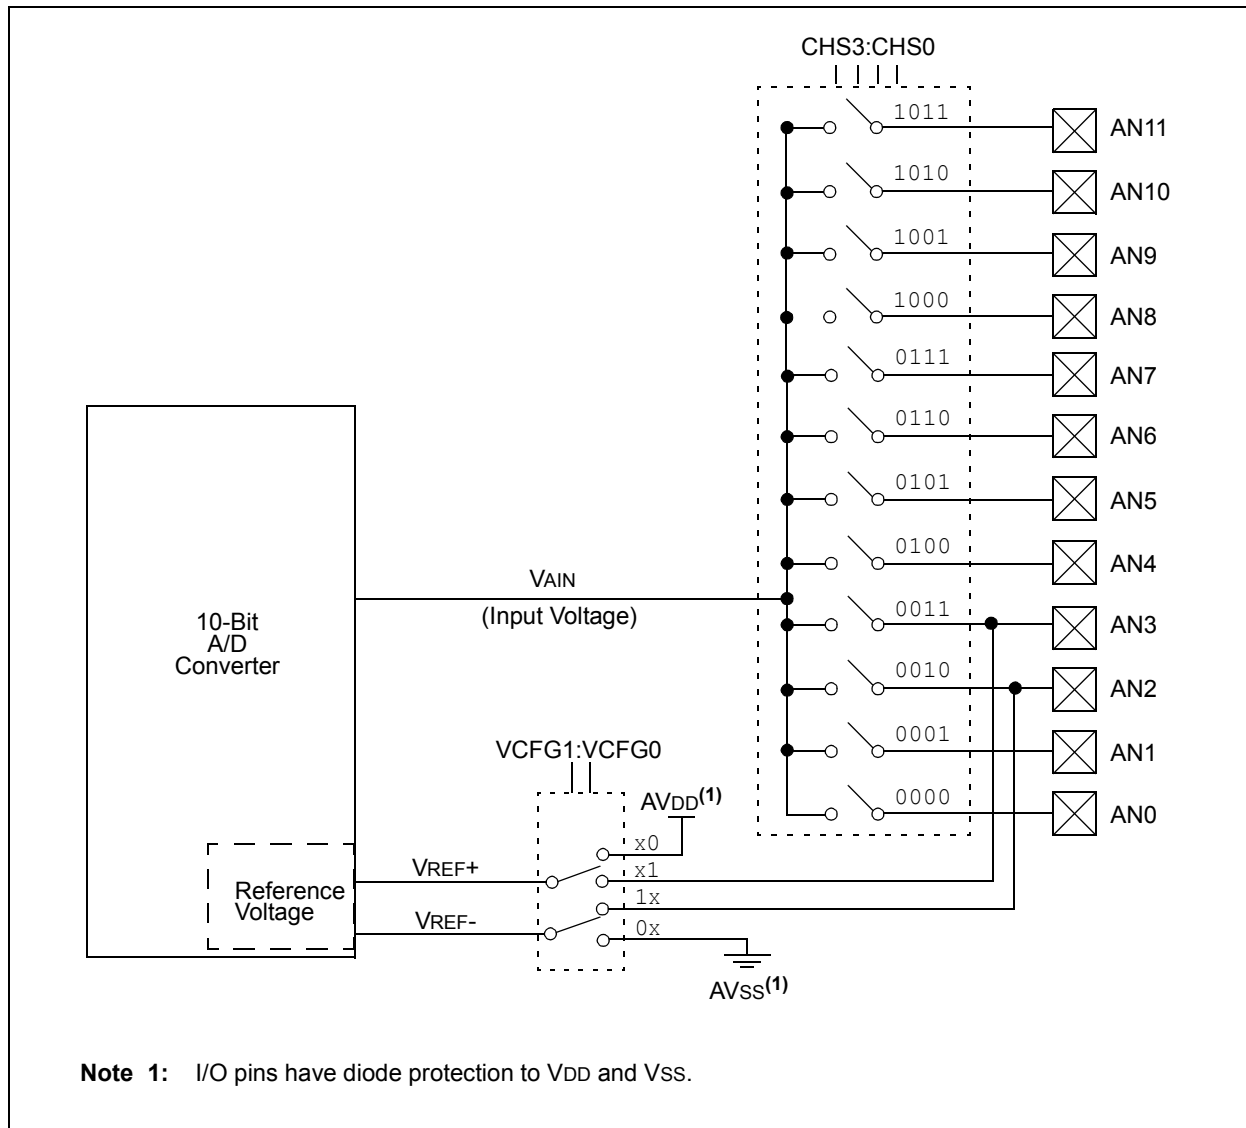 CHS3:CHS0
1011
AN11
1010
AN10
1001
AN9
1000
AN8
0111
AN7
0110
AN6
0101
AN5
0100
AN4
VAIN
(Input Voltage)
0011
AN3
10-Bit
A/D
Converter
0010
AN2
0001
AN1
VCFG1:VCFG0
0000
AN0
AVDD(1)
x0
VREF+
x1
Reference
Voltage
1x
VREF-
0x
AVSS(1)
Note 1: I/O pins have diode protection to VDD and VSS.